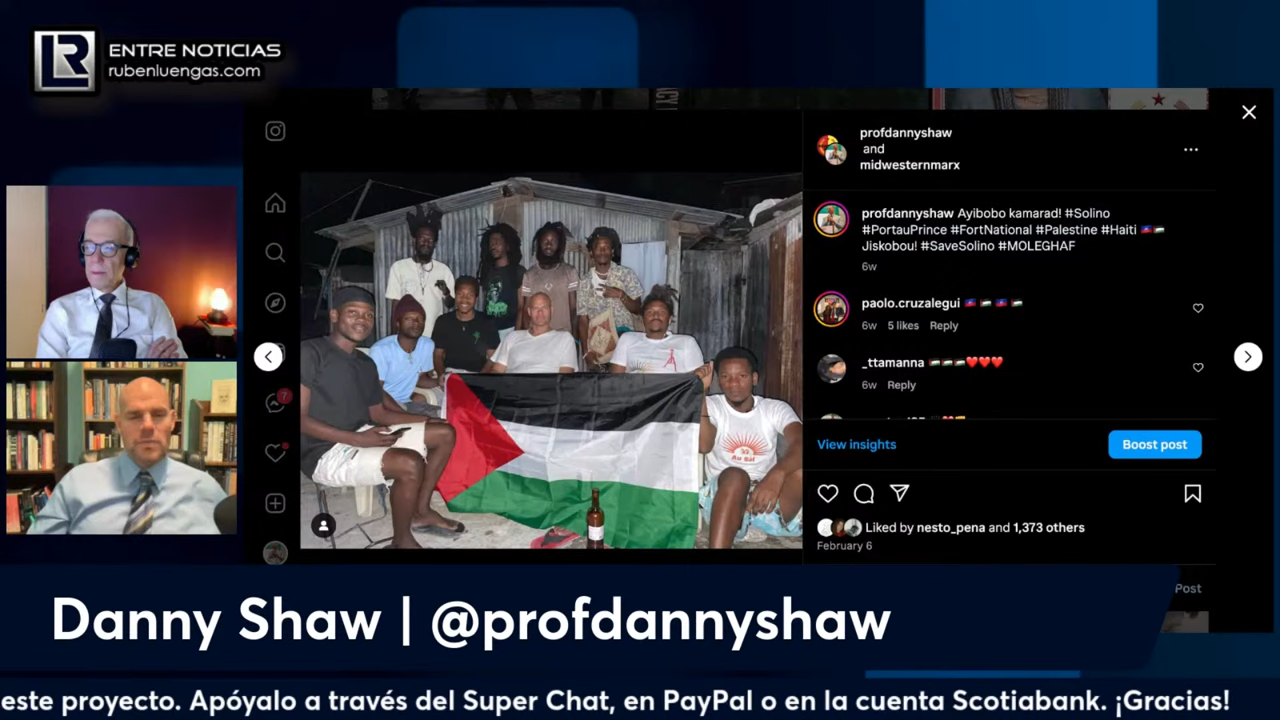 LR
ENTRE NOTICIAS
rubenluengas.com
profdannyshaw
and
midwesternmarx
profdannyshaw Ayibobo kamarad! #Solino
#PortauPrince #FortNational #Palestine #Haiti 🇭🇹🇵🇸
Jiskobou! #SaveSolino #MOLEGHAF
6w
paolo.cruzalegui 🇭🇹🇵🇸🇭🇹🇵🇸
6w 5 likes Reply
_ttamanna 🇵🇸🇵🇸🇵🇸❤️❤️❤️
6w Reply
View insights
Boost post
Liked by nesto_pena and 1,373 others
February 6
Post
7
Danny Shaw | @profdannyshaw
este proyecto. Apóyalo a través del Super Chat, en PayPal o en la cuenta Scotiabank. ¡Gracias!